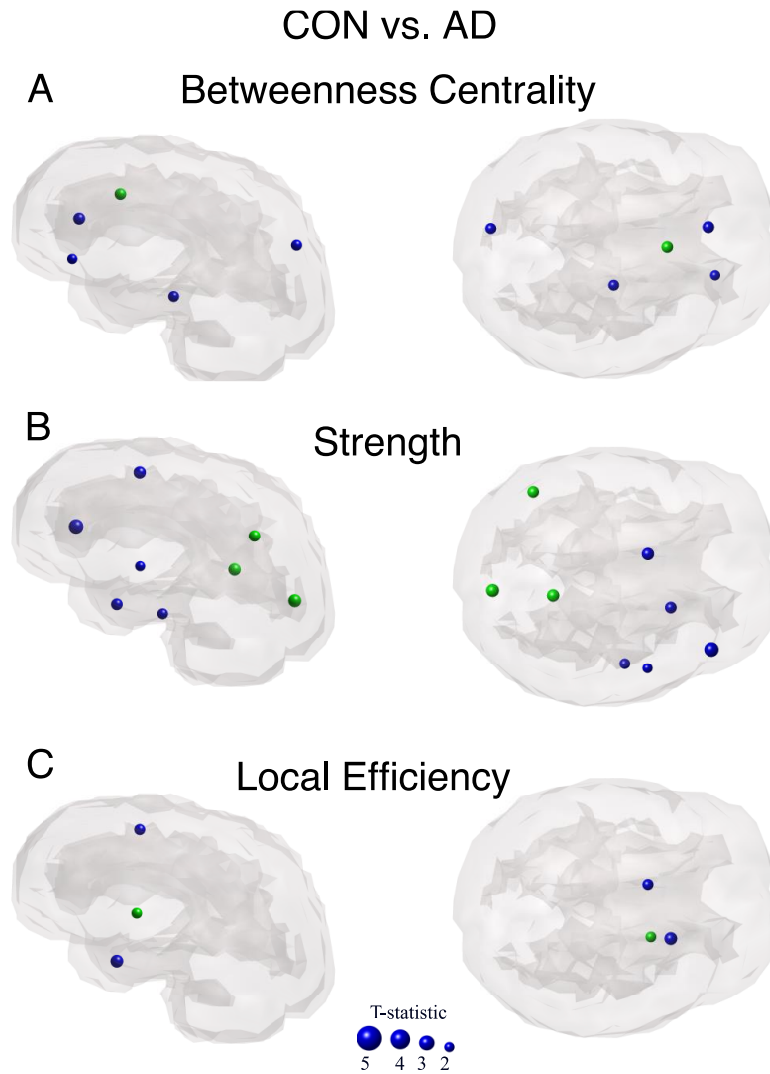 CON vs. AD
A Betweenness Centrality
B Strength
C Local Efficiency
T-statistic
5 4 3 2